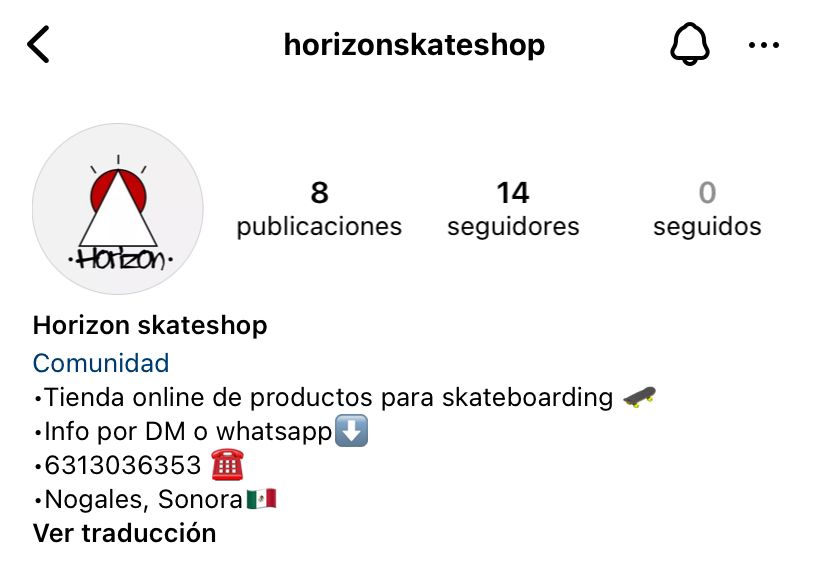 horizonskateshop
8 14 0
publicaciones seguidores seguidos
·Horizon·
Horizon skateshop
Comunidad
•Tienda online de productos para skateboarding 🛹
•Info por DM o whatsapp⬇️
•6313036353 ☎️
•Nogales, Sonora🇲🇽
Ver traducción